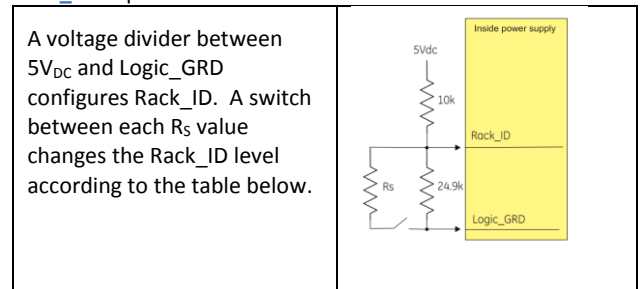 A voltage divider between
5VDC and Logic_GRD
configures Rack_ID. A switch
between each RS value
changes the Rack_ID level
according to the table below.
Inside power supply
5Vdc
10k
Rack_ID
Rs
24.9k
Logic_GRD